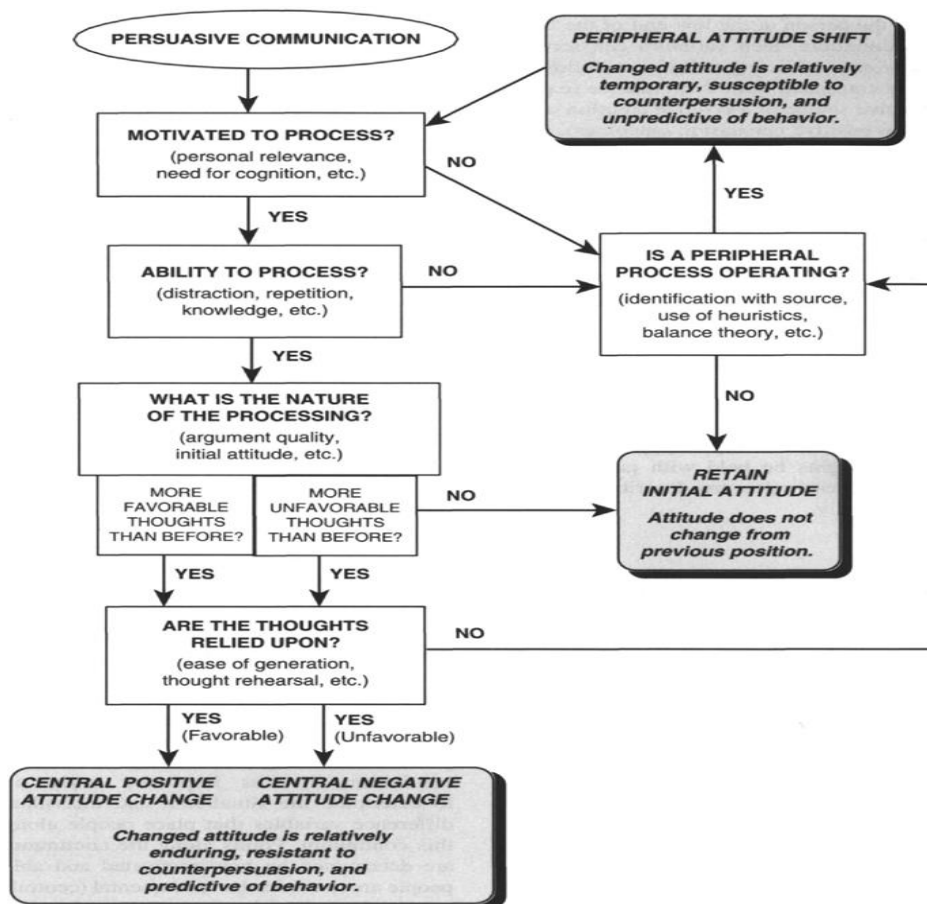 PERSUASIVE COMMUNICATION
PERIPHERAL ATTITUDE SHIFT
Changed attitude is relatively
temporary, susceptible to
counterpersusion, and
unpredictive of behavior.
MOTIVATED TO PROCESS?
(personal relevance,
need for cognition, etc.)
NO
YES
YES
ABILITY TO PROCESS?
(distraction, repetition,
knowledge, etc.)
NO
IS A PERIPHERAL
PROCESS OPERATING?
(identification with source,
use of heuristics,
balance theory, etc.)
YES
NO
WHAT IS THE NATURE
OF THE PROCESSING?
(argument quality,
initial attitude, etc.)
MORE
FAVORABLE
THOUGHTS
THAN BEFORE?
MORE
UNFAVORABLE
THOUGHTS
THAN BEFORE?
NO
RETAIN
INITIAL ATTITUDE
Attitude does not
change from
previous position.
YES
YES
ARE THE THOUGHTS
RELIED UPON?
(ease of generation,
thought rehearsal, etc.)
NO
YES
(Favorable)
YES
(Unfavorable)
CENTRAL POSITIVE
ATTITUDE CHANGE
CENTRAL NEGATIVE
ATTITUDE CHANGE
Changed attitude is relatively
enduring, resistant to
counterpersuasion, and
predictive of behavior.